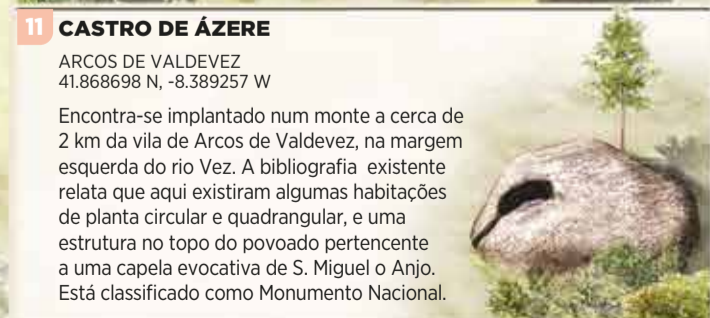 11 CASTRO DE ÁZERE
ARCOS DE VALDEVEZ
41.868698 N, -8.389257 W
Encontra-se implantado num monte a cerca de
2 km da vila de Arcos de Valdevez, na margem
esquerda do rio Vez. A bibliografia existente
relata que aqui existiram algumas habitações
de planta circular e quadrangular, e uma
estrutura no topo do povoado pertencente
a uma capela evocativa de S. Miguel o Anjo.
Está classificado como Monumento Nacional.